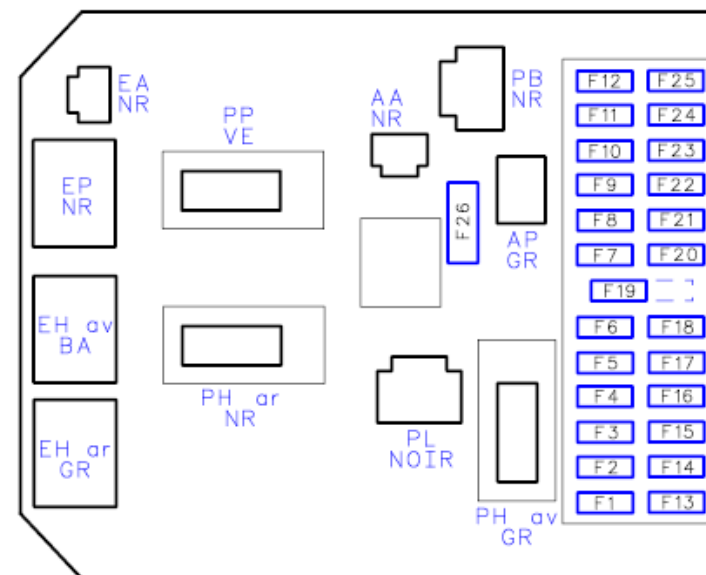 EA
NR
PP
VE
AA
NR
PB
NR
EP
NR
F26
AP
GR
EH av
BA
PH ar
NR
EH ar
GR
PL
NOIR
PH av
GR
F12 F25
F11 F24
F10 F23
F9 F22
F8 F21
F7 F20
F19
F6 F18
F5 F17
F4 F16
F3 F15
F2 F14
F1 F13